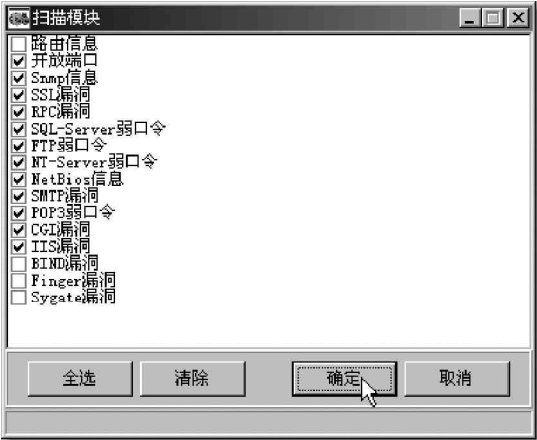 扫描模块
路由信息
开放端口
Snmp信息
SSL漏洞
RPC漏洞
SQL-Server弱口令
FTP弱口令
NT-Server弱口令
NetBios信息
SMTP漏洞
POP3弱口令
CGI漏洞
IIS漏洞
BIND漏洞
Finger漏洞
Sygate漏洞
全选 清除 确定 取消